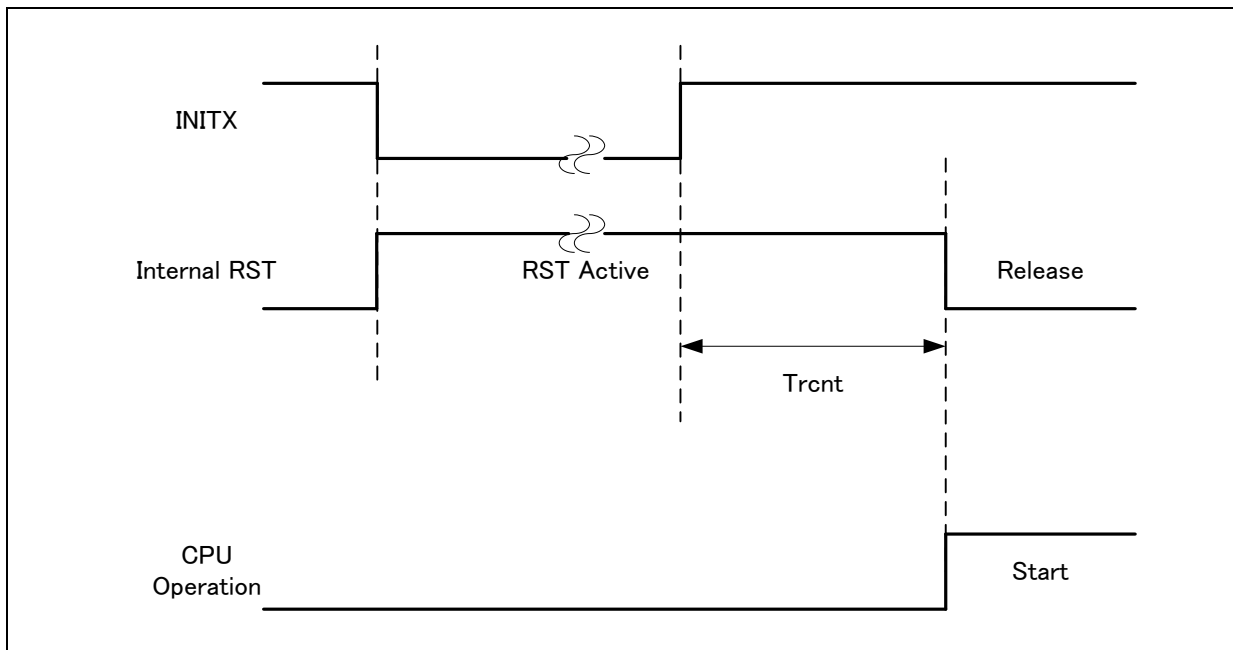 INITX
Internal RST
RST Active
Release
Trcnt
CPU
Operation
Start